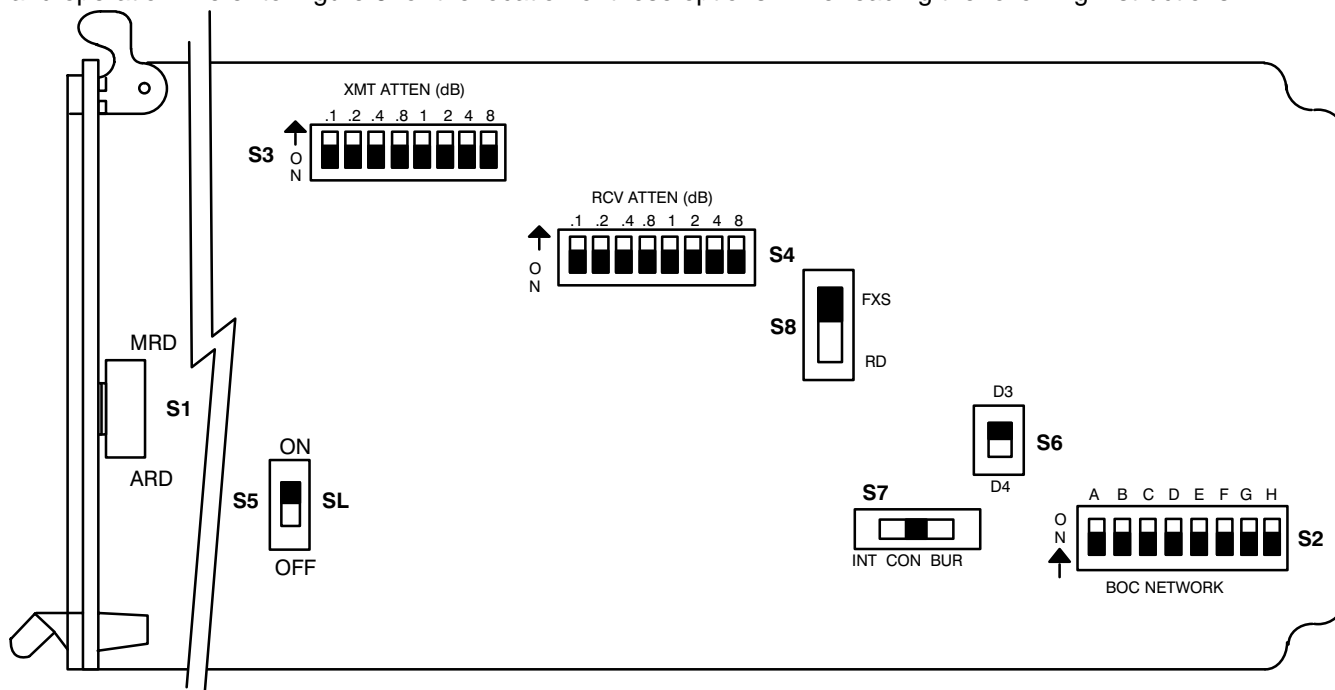 XMT ATTEN (dB)
.1 .2 .4 .8 1 2 4 8
S3
ON
RCV ATTEN (dB)
.1 .2 .4 .8 1 2 4 8
S4
ON
FXS
S8
RD
MRD
S1
ARD
D3
S6
D4
ON
S5 SL
OFF
S7
INT CON BUR
A B C D E F G H
ON
S2
BOC NETWORK